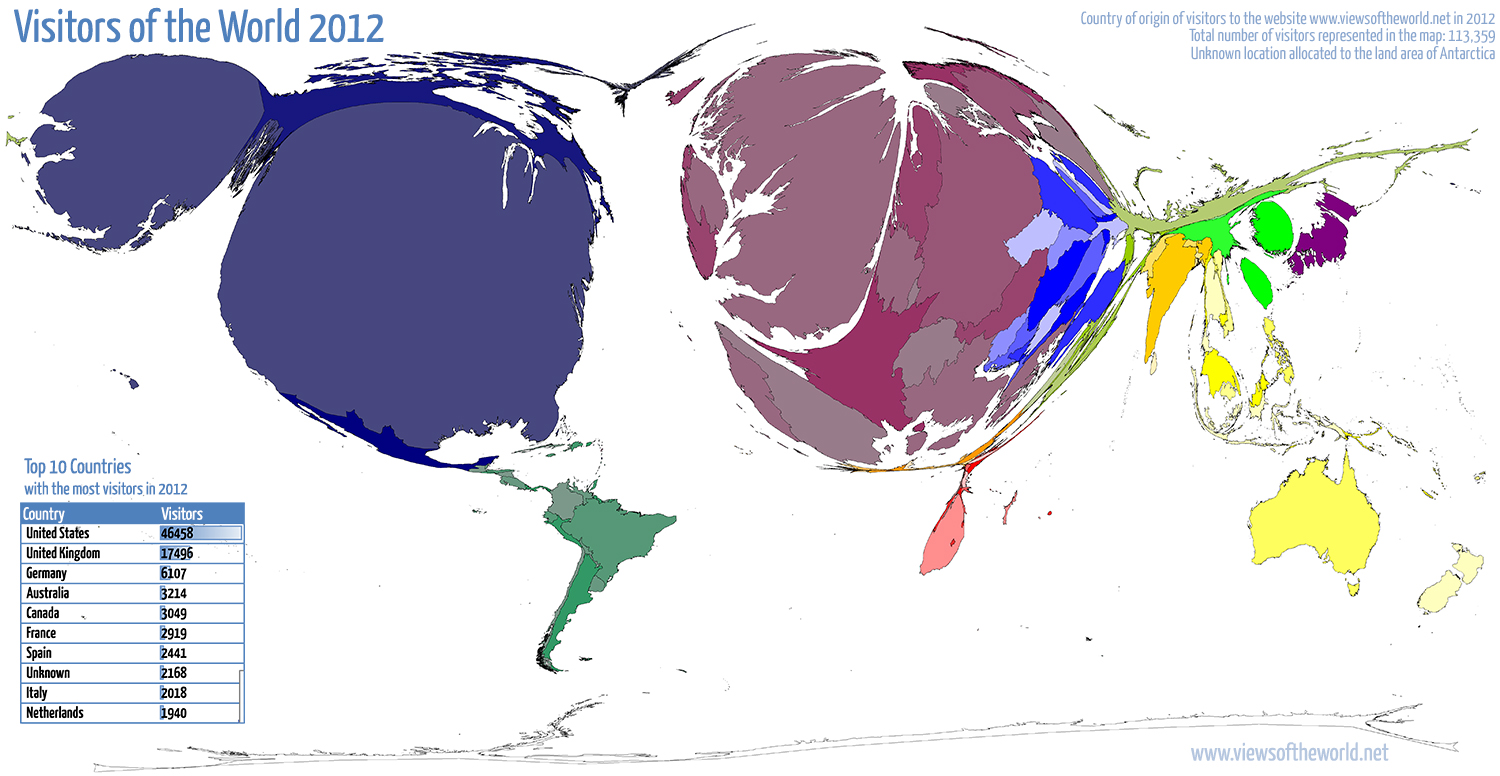 Visitors of the World 2012
Country of origin of visitors to the website www.viewsoftheworld.net in 2012
Total number of visitors represented in the map: 113,359
Unknown location allocated to the land area of Antarctica
Top 10 Countries
with the most visitors in 2012
Country Visitors
United States 46458
United Kingdom 17496
Germany 6107
Australia 3214
Canada 3049
France 2919
Spain 2441
Unknown 2168
Italy 2018
Netherlands 1940
www.viewsoftheworld.net